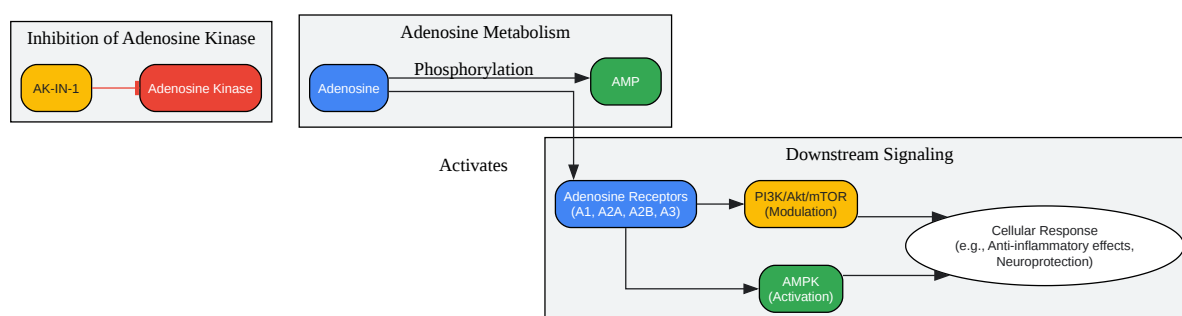 Inhibition of Adenosine Kinase
AK-IN-1
Adenosine Kinase
Adenosine Metabolism
Adenosine
Phosphorylation
AMP
Activates
Downstream Signaling
Adenosine Receptors
(A1, A2A, A2B, A3)
PI3K/Akt/mTOR
(Modulation)
AMPK
(Activation)
Cellular Response
(e.g., Anti-inflammatory effects,
Neuroprotection)